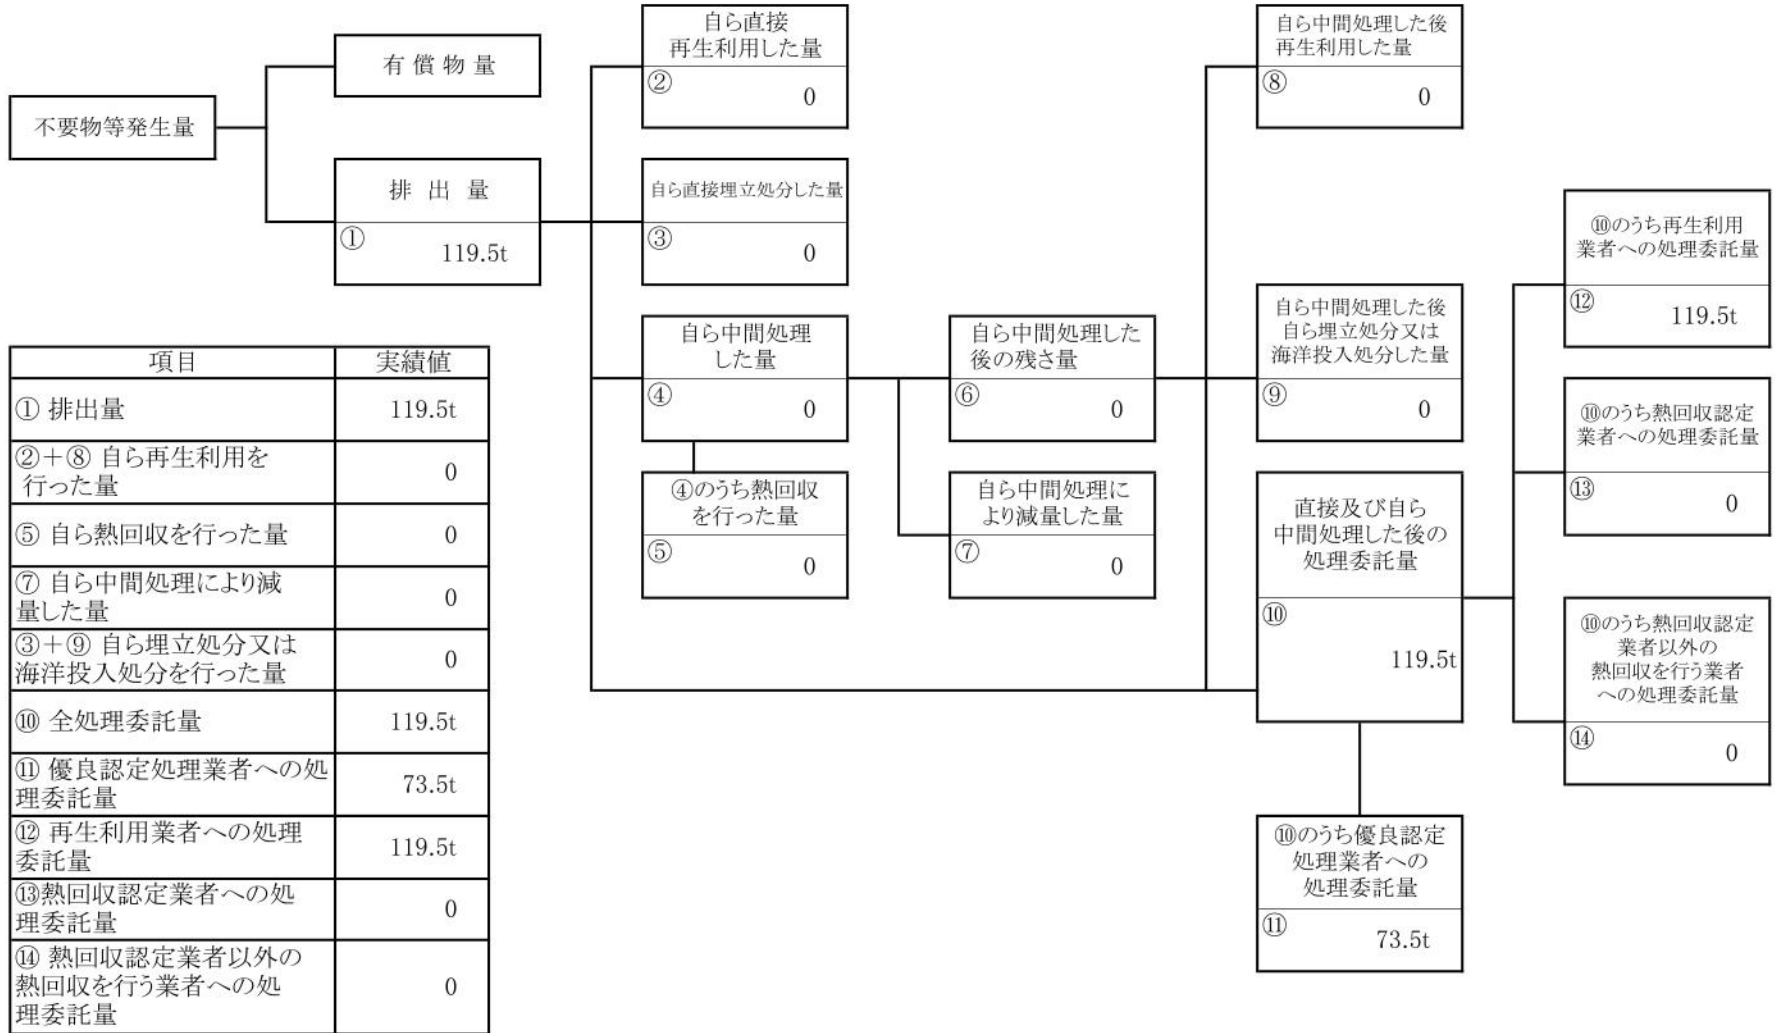 不要物等発生量
有償物量
排出量
①
119.5t
自ら直接
再生利用した量
②
0
自ら直接埋立処分した量
③
0
自ら中間処理
した量
④
0
④のうち熱回収
を行った量
⑤
0
自ら中間処理した
後の残さ量
⑥
0
自ら中間処理に
より減量した量
⑦
0
自ら中間処理した後
再生利用した量
⑧
0
自ら中間処理した後
自ら埋立処分又は
海洋投入処分した量
⑨
0
直接及び自ら
中間処理した後の
処理委託量
⑩
119.5t
⑩のうち優良認定
処理業者への
処理委託量
⑪
73.5t
⑩のうち再生利用
業者への処理委託量
⑫
119.5t
⑩のうち熱回収認定
業者への処理委託量
⑬
0
⑩のうち熱回収認定
業者以外の
熱回収を行う業者
への処理委託量
⑭
0
項目 実績値
① 排出量 119.5t
②+⑧ 自ら再生利用を
行った量 0
⑤ 自ら熱回収を行った量 0
⑦ 自ら中間処理により減
量した量 0
③+⑨ 自ら埋立処分又は
海洋投入処分を行った量 0
⑩ 全処理委託量 119.5t
⑪ 優良認定処理業者への処
理委託量 73.5t
⑫ 再生利用業者への処理
委託量 119.5t
⑬熱回収認定業者への処
理委託量 0
⑭ 熱回収認定業者以外の
熱回収を行う業者への処
理委託量 0